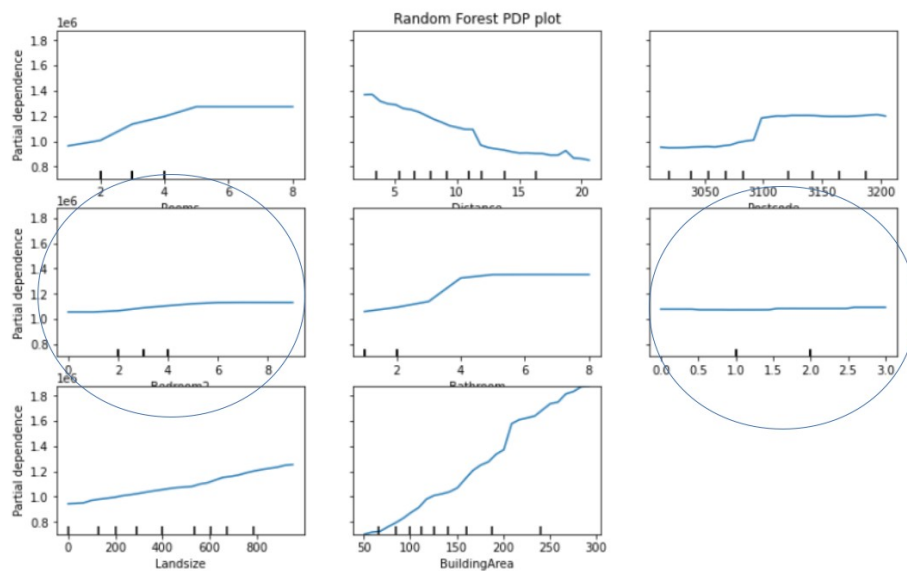 Random Forest PDP plot
1e6
Partial dependence
1.8
1.6
1.4
1.2
1.0
0.8
2 4 6 8
Rooms
5 10 15 20
Distance
3050 3100 3150 3200
Postcode
1e6
Partial dependence
1.8
1.6
1.4
1.2
1.0
0.8
0 2 4 6 8
Bedroom2
2 4 6 8
Bathroom
0.0 0.5 1.0 1.5 2.0 2.5 3.0
1e6
Partial dependence
1.8
1.6
1.4
1.2
1.0
0.8
0 200 400 600 800
Landsize
50 100 150 200 250 300
BuildingArea